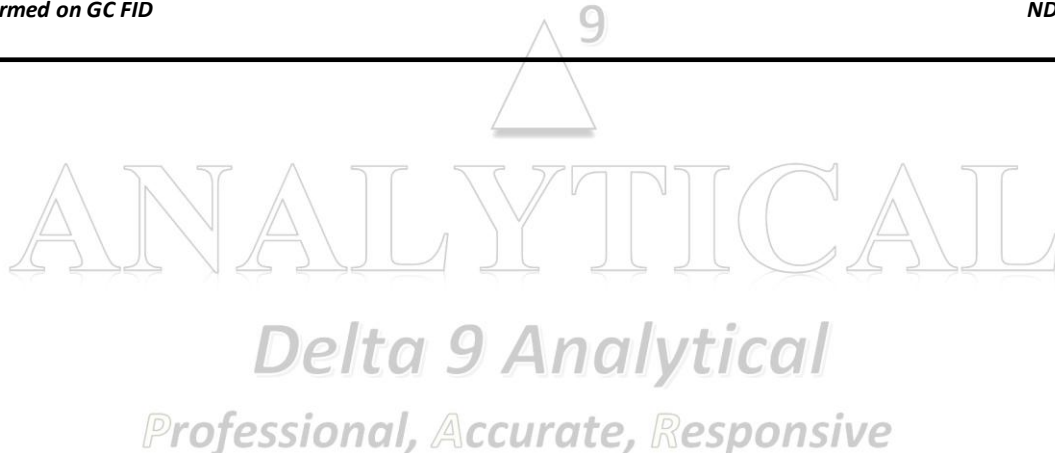 rmed on GC FID ND
9
ANALYTICAL
Delta 9 Analytical
Professional, Accurate, Responsive